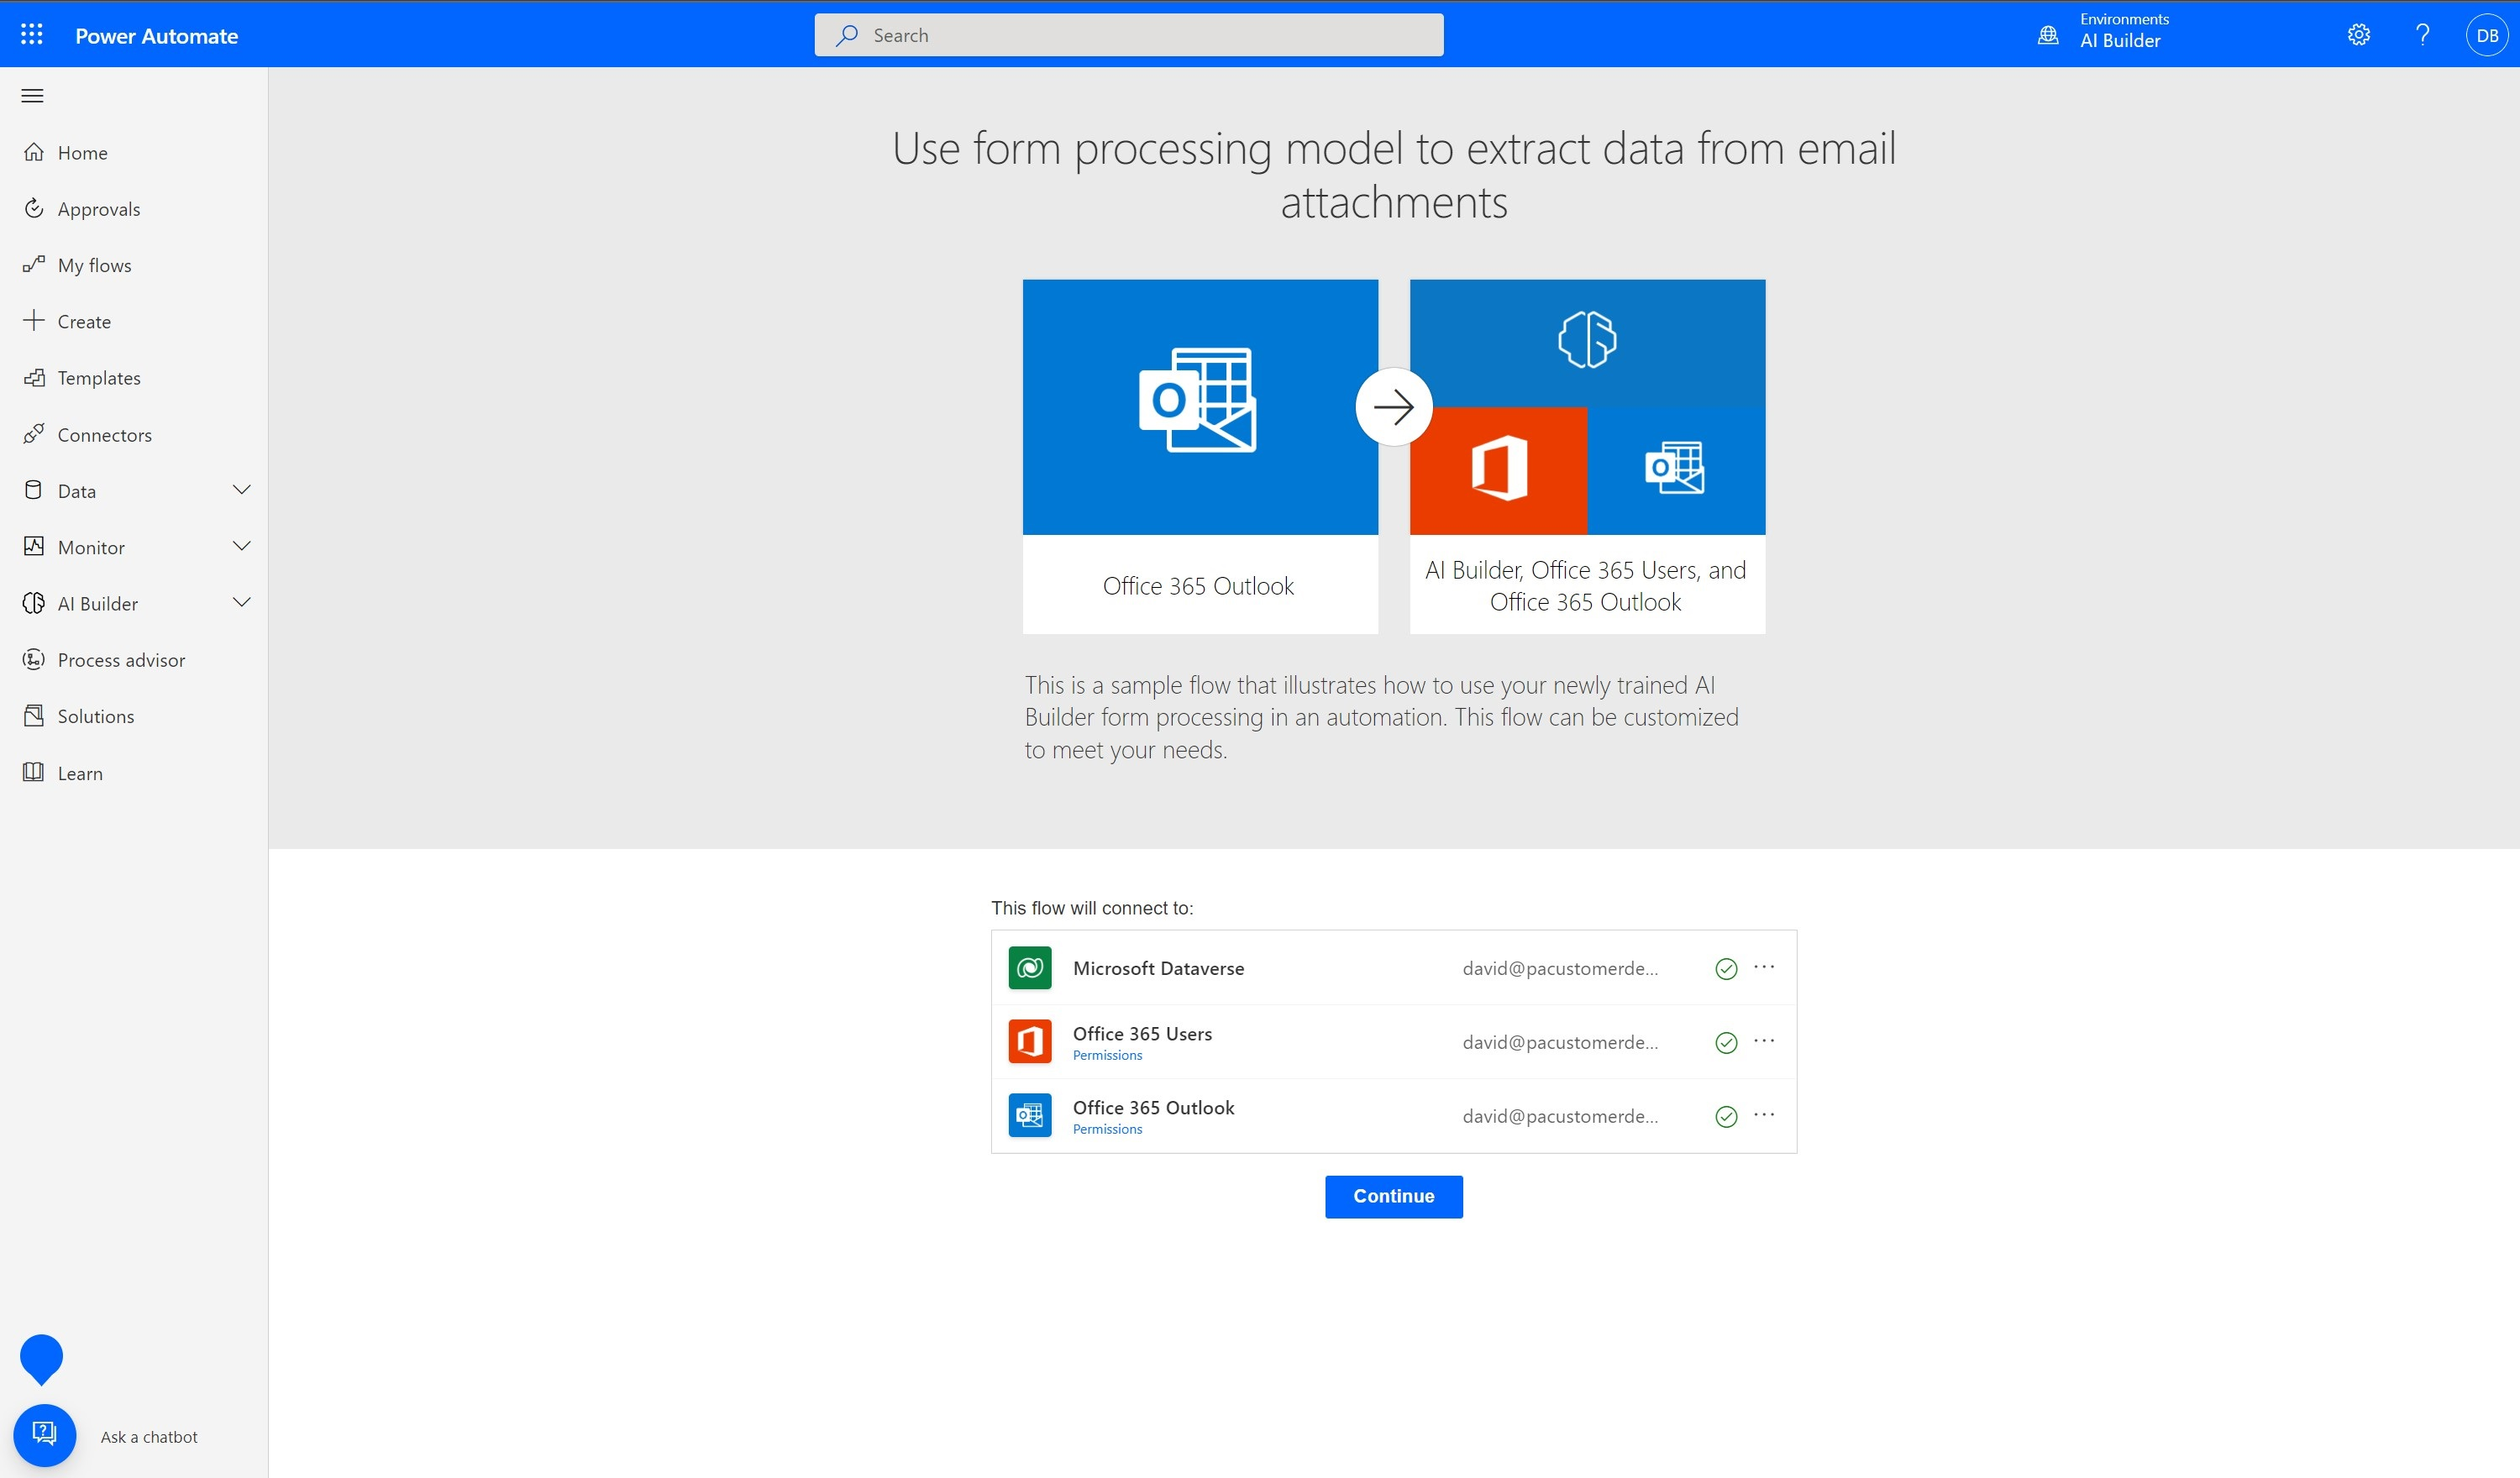 Power Automate
Search
Environments
AI Builder
DB
Home
Approvals
My flows
Create
Templates
Connectors
Data
Monitor
AI Builder
Process advisor
Solutions
Learn
Ask a chatbot
Use form processing model to extract data from email
attachments
Office 365 Outlook
AI Builder, Office 365 Users, and
Office 365 Outlook
This is a sample flow that illustrates how to use your newly trained AI
Builder form processing in an automation. This flow can be customized
to meet your needs.
This flow will connect to:
Microsoft Dataverse david@pacustomerde...
Office 365 Users david@pacustomerde...
Permissions
Office 365 Outlook david@pacustomerde...
Permissions
Continue